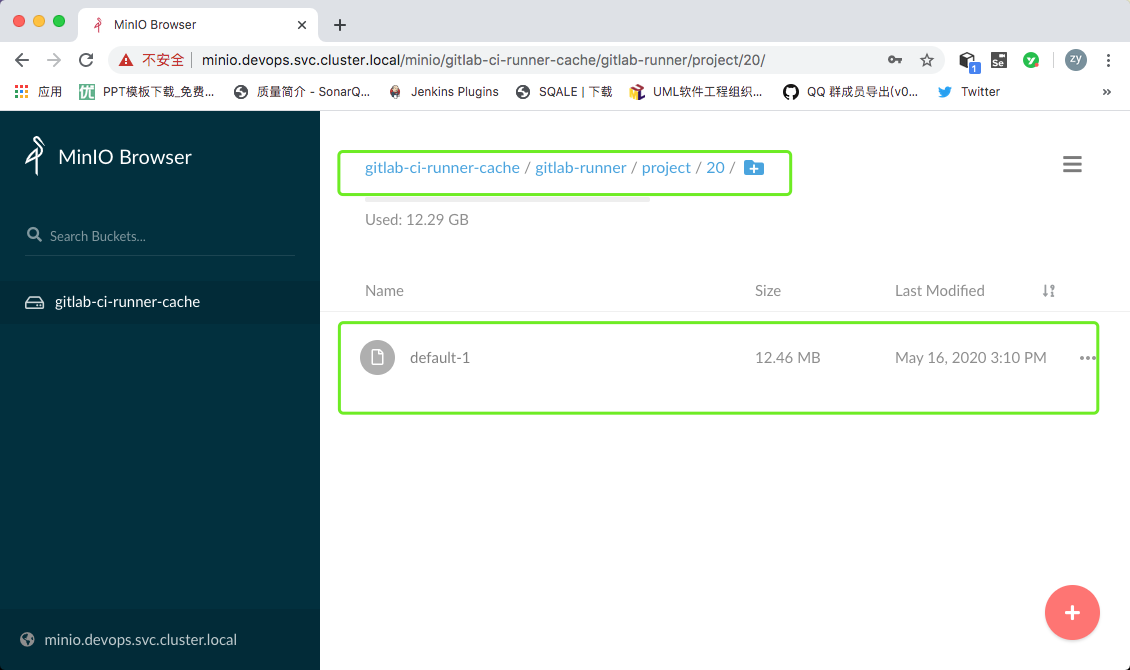 MinIO Browser
不安全 minio.devops.svc.cluster.local/minio/gitlab-ci-runner-cache/gitlab-runner/project/20/
1 Se y zy
应用 PPT模板下载_免费... 质量简介 - SonarQ... Jenkins Plugins SQALE | 下载 UML软件工程组织... QQ 群成员导出(v0... Twitter »
优
MinIO Browser
gitlab-ci-runner-cache / gitlab-runner / project / 20 /
Used: 12.29 GB
Search Buckets...
gitlab-ci-runner-cache
Name Size Last Modified
default-1 12.46 MB May 16, 2020 3:10 PM
minio.devops.svc.cluster.local